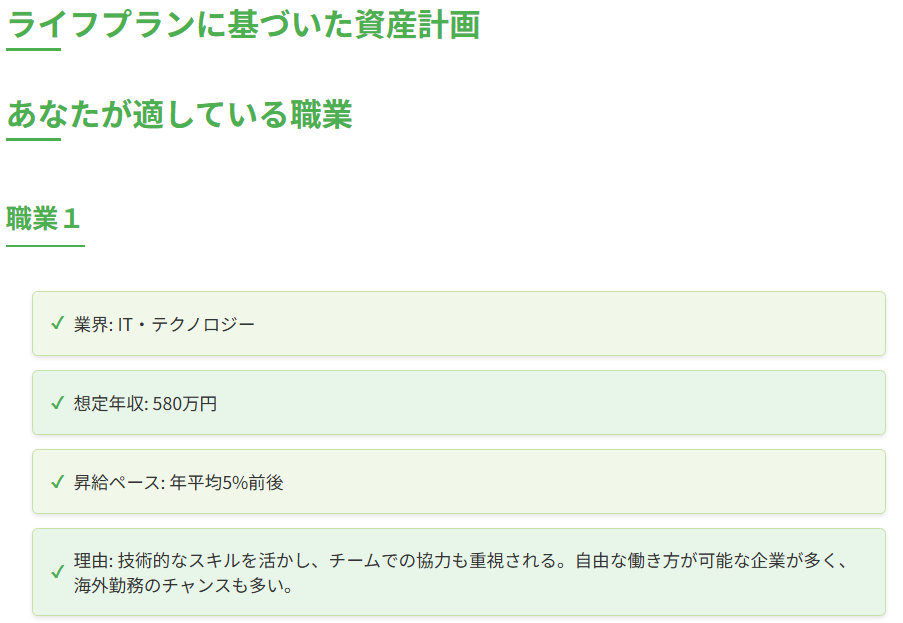 ライフプランに基づいた資産計画
あなたが適している職業
職業１
✓ 業界: IT・テクノロジー
✓ 想定年収: 580万円
✓ 昇給ペース: 年平均5%前後
✓ 理由: 技術的なスキルを活かし、チームでの協力も重視される。自由な働き方が可能な企業が多く、
海外勤務のチャンスも多い。